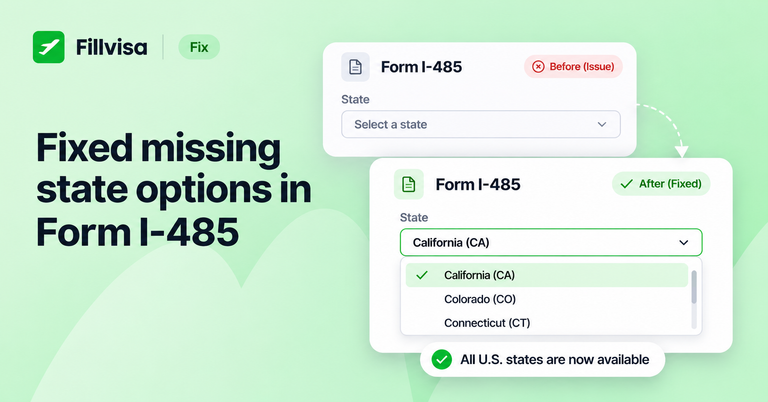 Fillvisa
Fix
Fixed missing
state options in
Form I-485
Form I-485
Before (Issue)
State
Select a state
Form I-485
After (Fixed)
State
California (CA)
California (CA)
Colorado (CO)
Connecticut (CT)
All U.S. states are now available